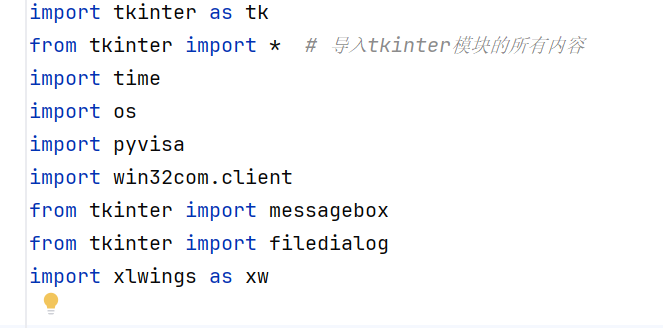 import tkinter as tk
from tkinter import *  # 导入tkinter模块的所有内容
import time
import os
import pyvisa
import win32com.client
from tkinter import messagebox
from tkinter import filedialog
import xlwings as xw